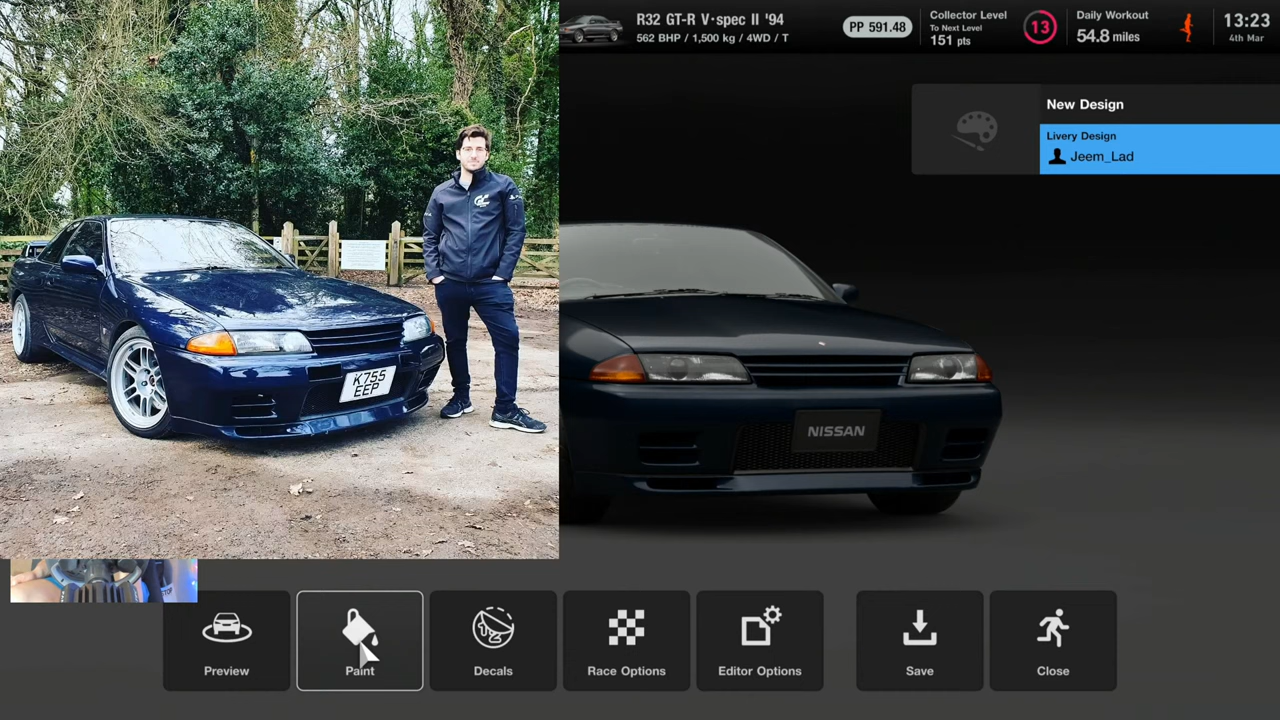 R32 GT-R V・spec II '94
562 BHP / 1,500 kg / 4WD / T
PP 591.48
Collector Level
To Next Level
151 pts
13
Daily Workout
54.8 miles
13:23
4th Mar
New Design
Livery Design
Jeem_Lad
K755
EEP
NISSAN
Preview
Paint
Decals
Race Options
Editor Options
Save
Close